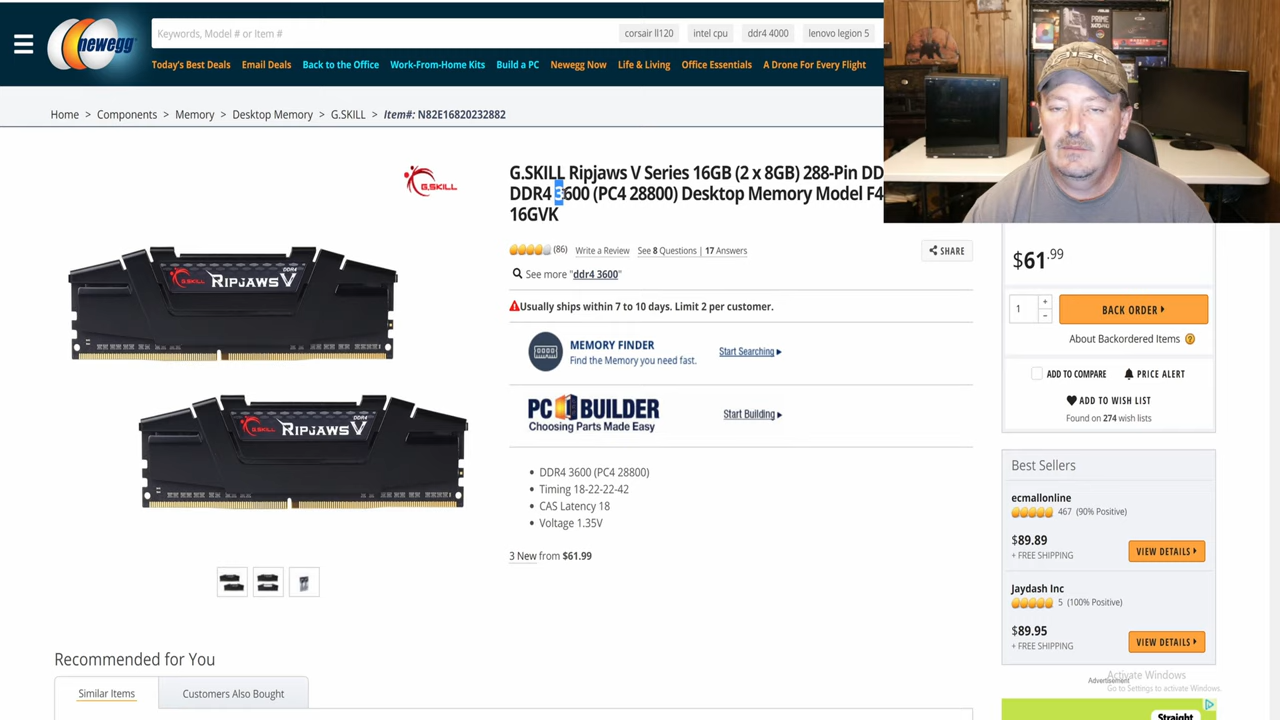 newegg
Keywords, Model # or Item #
corsair ll120
intel cpu
ddr4 4000
lenovo legion 5
Today's Best Deals
Email Deals
Back to the Office
Work-From-Home Kits
Build a PC
Newegg Now
Life & Living
Office Essentials
A Drone For Every Flight
Home > Components > Memory > Desktop Memory > G.SKILL > Item#: N82E16820232882
G.SKILL
G.SKILL Ripjaws V Series 16GB (2 x 8GB) 288-Pin DD
DDR4 3600 (PC4 28800) Desktop Memory Model F4
16GVK
(86) Write a Review See 8 Questions | 17 Answers
SHARE
See more "ddr4 3600"
Usually ships within 7 to 10 days. Limit 2 per customer.
MEMORY FINDER
Find the Memory you need fast.
Start Searching
PC BUILDER
Choosing Parts Made Easy
Start Building
DDR4 3600 (PC4 28800)
Timing 18-22-22-42
CAS Latency 18
Voltage 1.35V
3 New from $61.99
G.SKILL RIPJAWS V DDR4
G.SKILL RIPJAWS V DDR4
$61.99
1 + -
BACK ORDER
About Backordered Items ?
ADD TO COMPARE
PRICE ALERT
ADD TO WISH LIST
Found on 274 wish lists
Best Sellers
ecmallonline
467 (90% Positive)
$89.89
+ FREE SHIPPING
VIEW DETAILS
Jaydash Inc
5 (100% Positive)
$89.95
+ FREE SHIPPING
VIEW DETAILS
Recommended for You
Similar Items
Customers Also Bought
Advertisement
Activate Windows
Go to Settings to activate Windows.
Straight